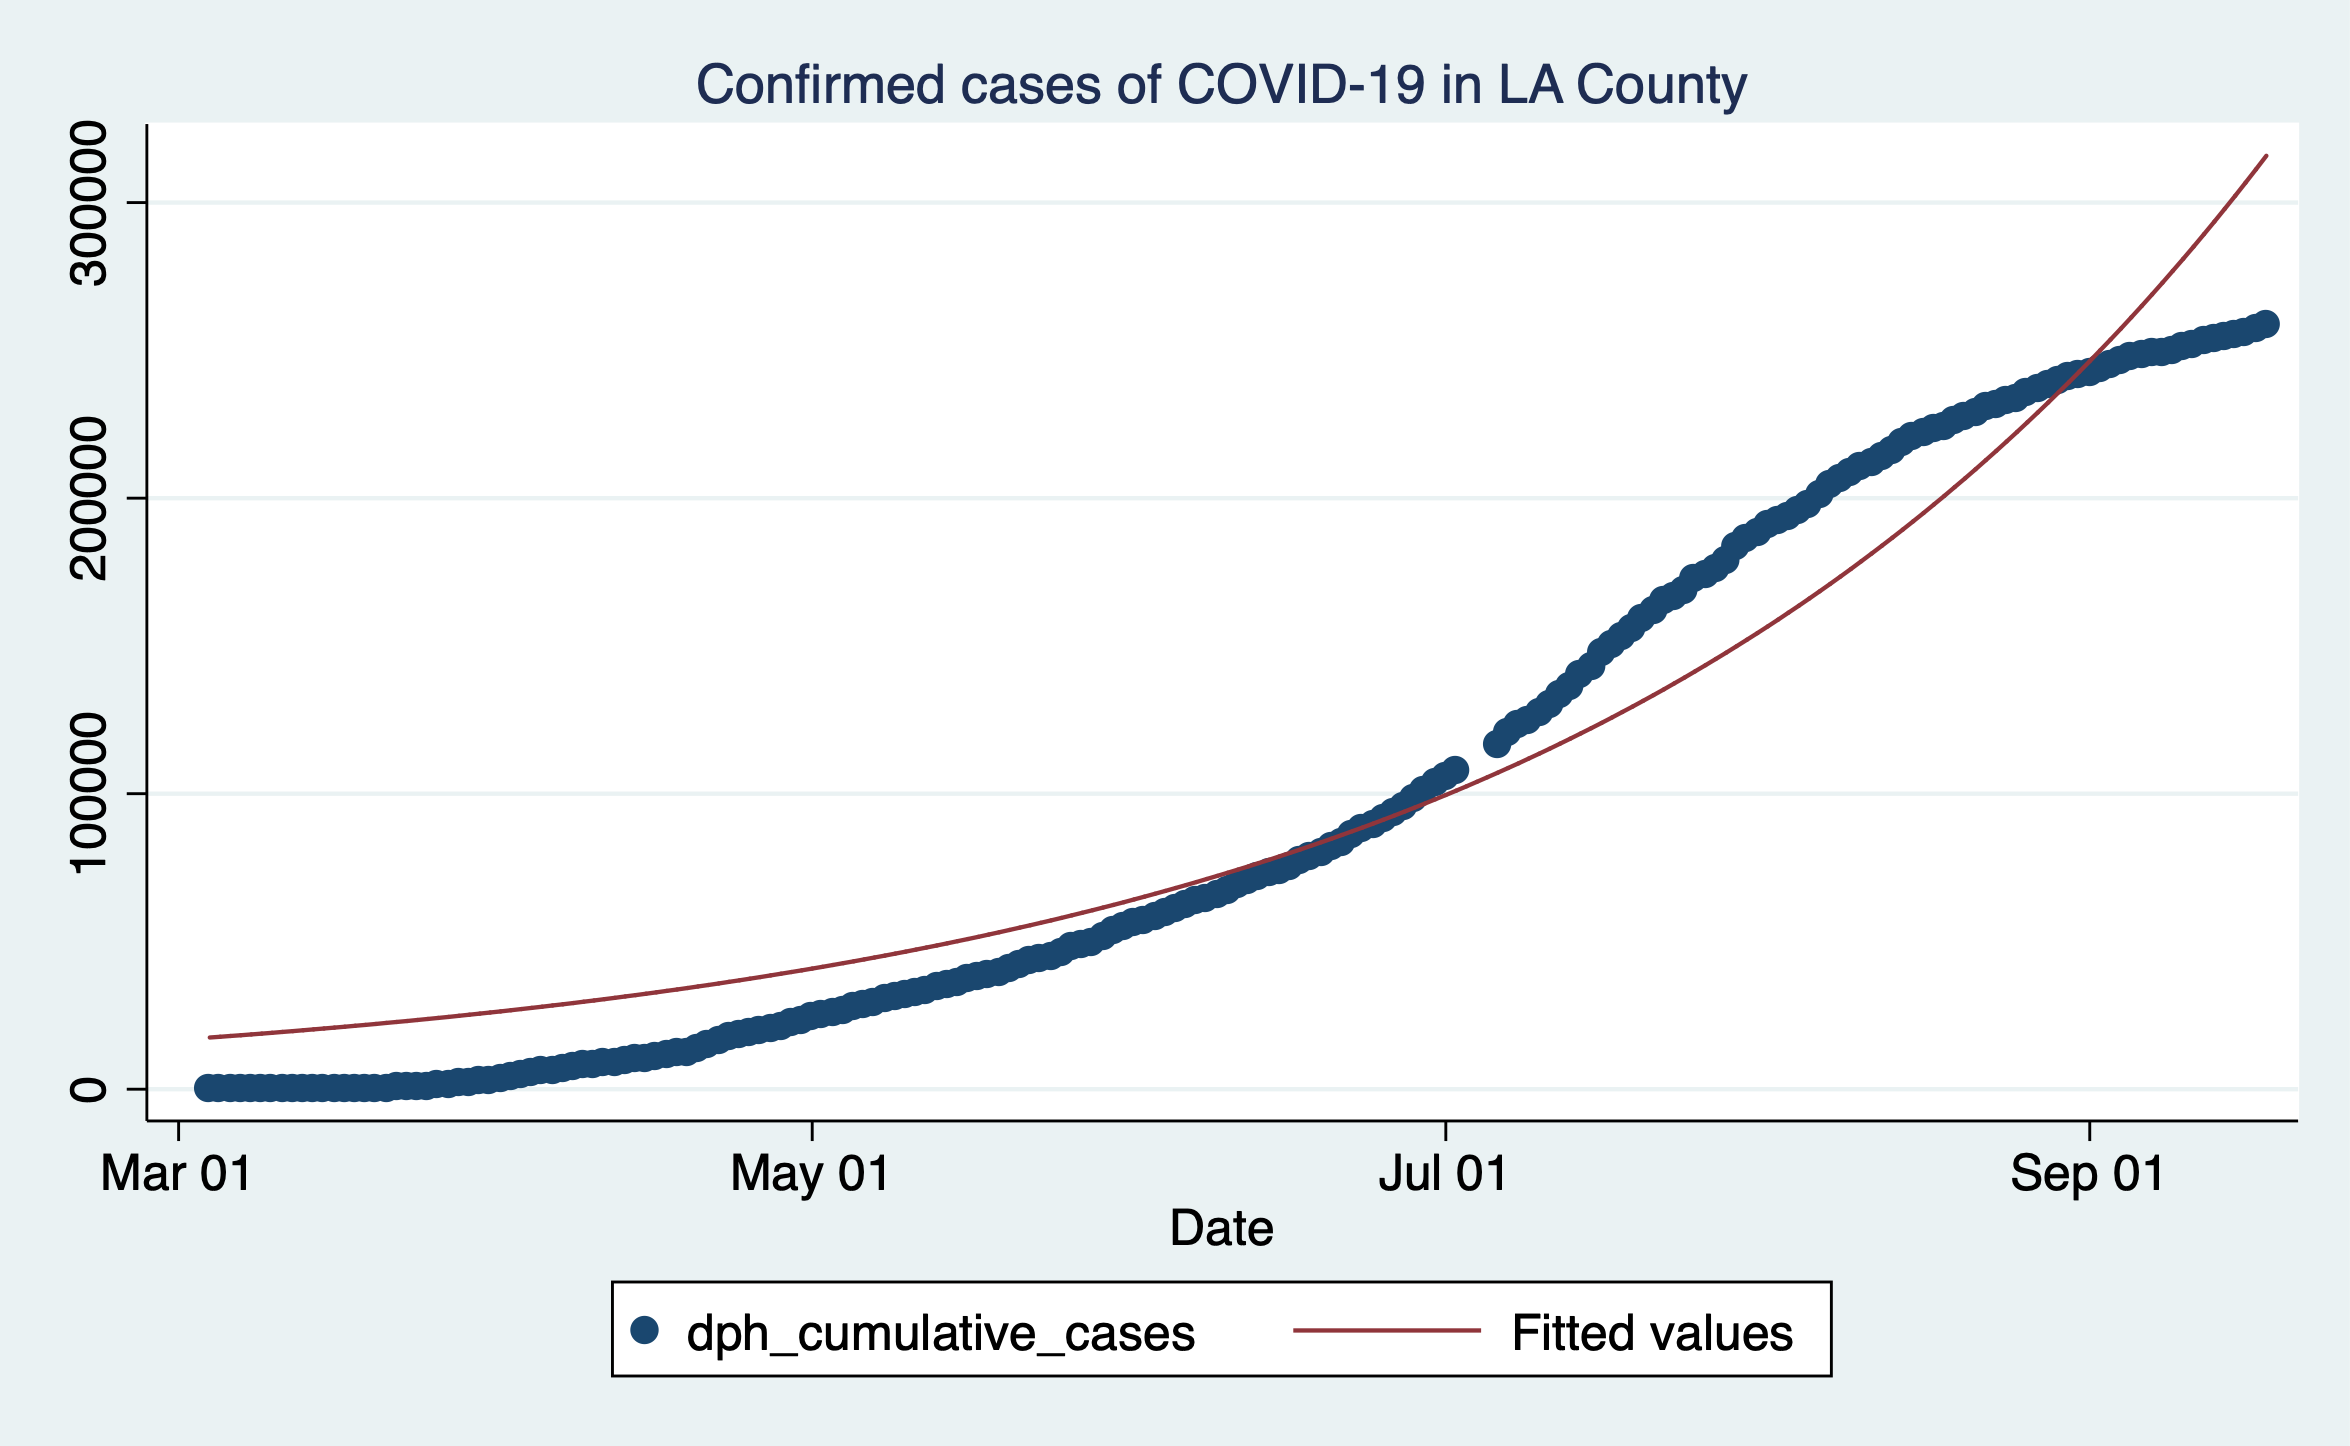 Confirmed cases of COVID-19 in LA County
300000
200000
100000
0
Mar 01 May 01 Jul 01 Sep 01
Date
dph_cumulative_cases Fitted values